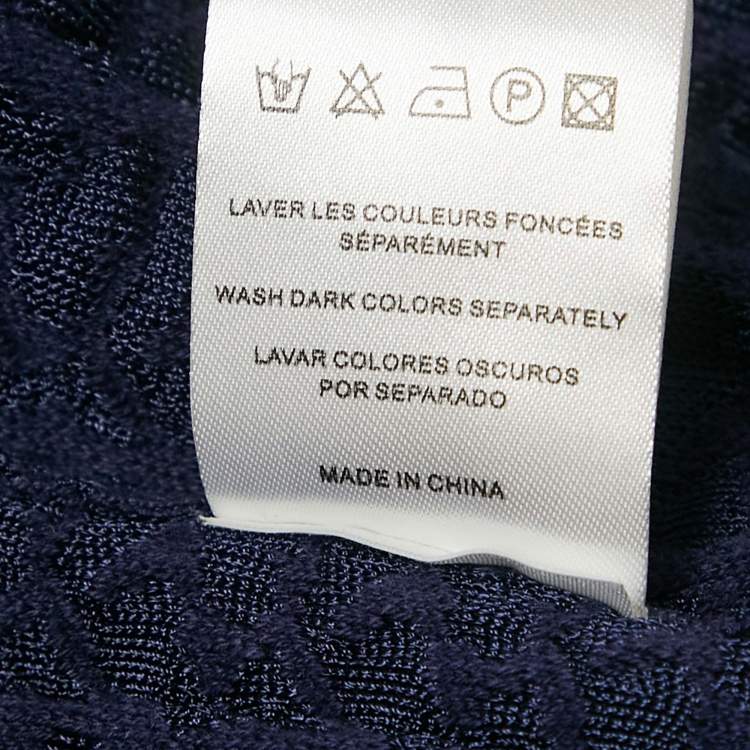 P
LAVER LES COULEURS FONCÉES
SÉPARÉMENT
WASH DARK COLORS SEPARATELY
LAVAR COLORES OSCUROS
POR SEPARADO
MADE IN CHINA